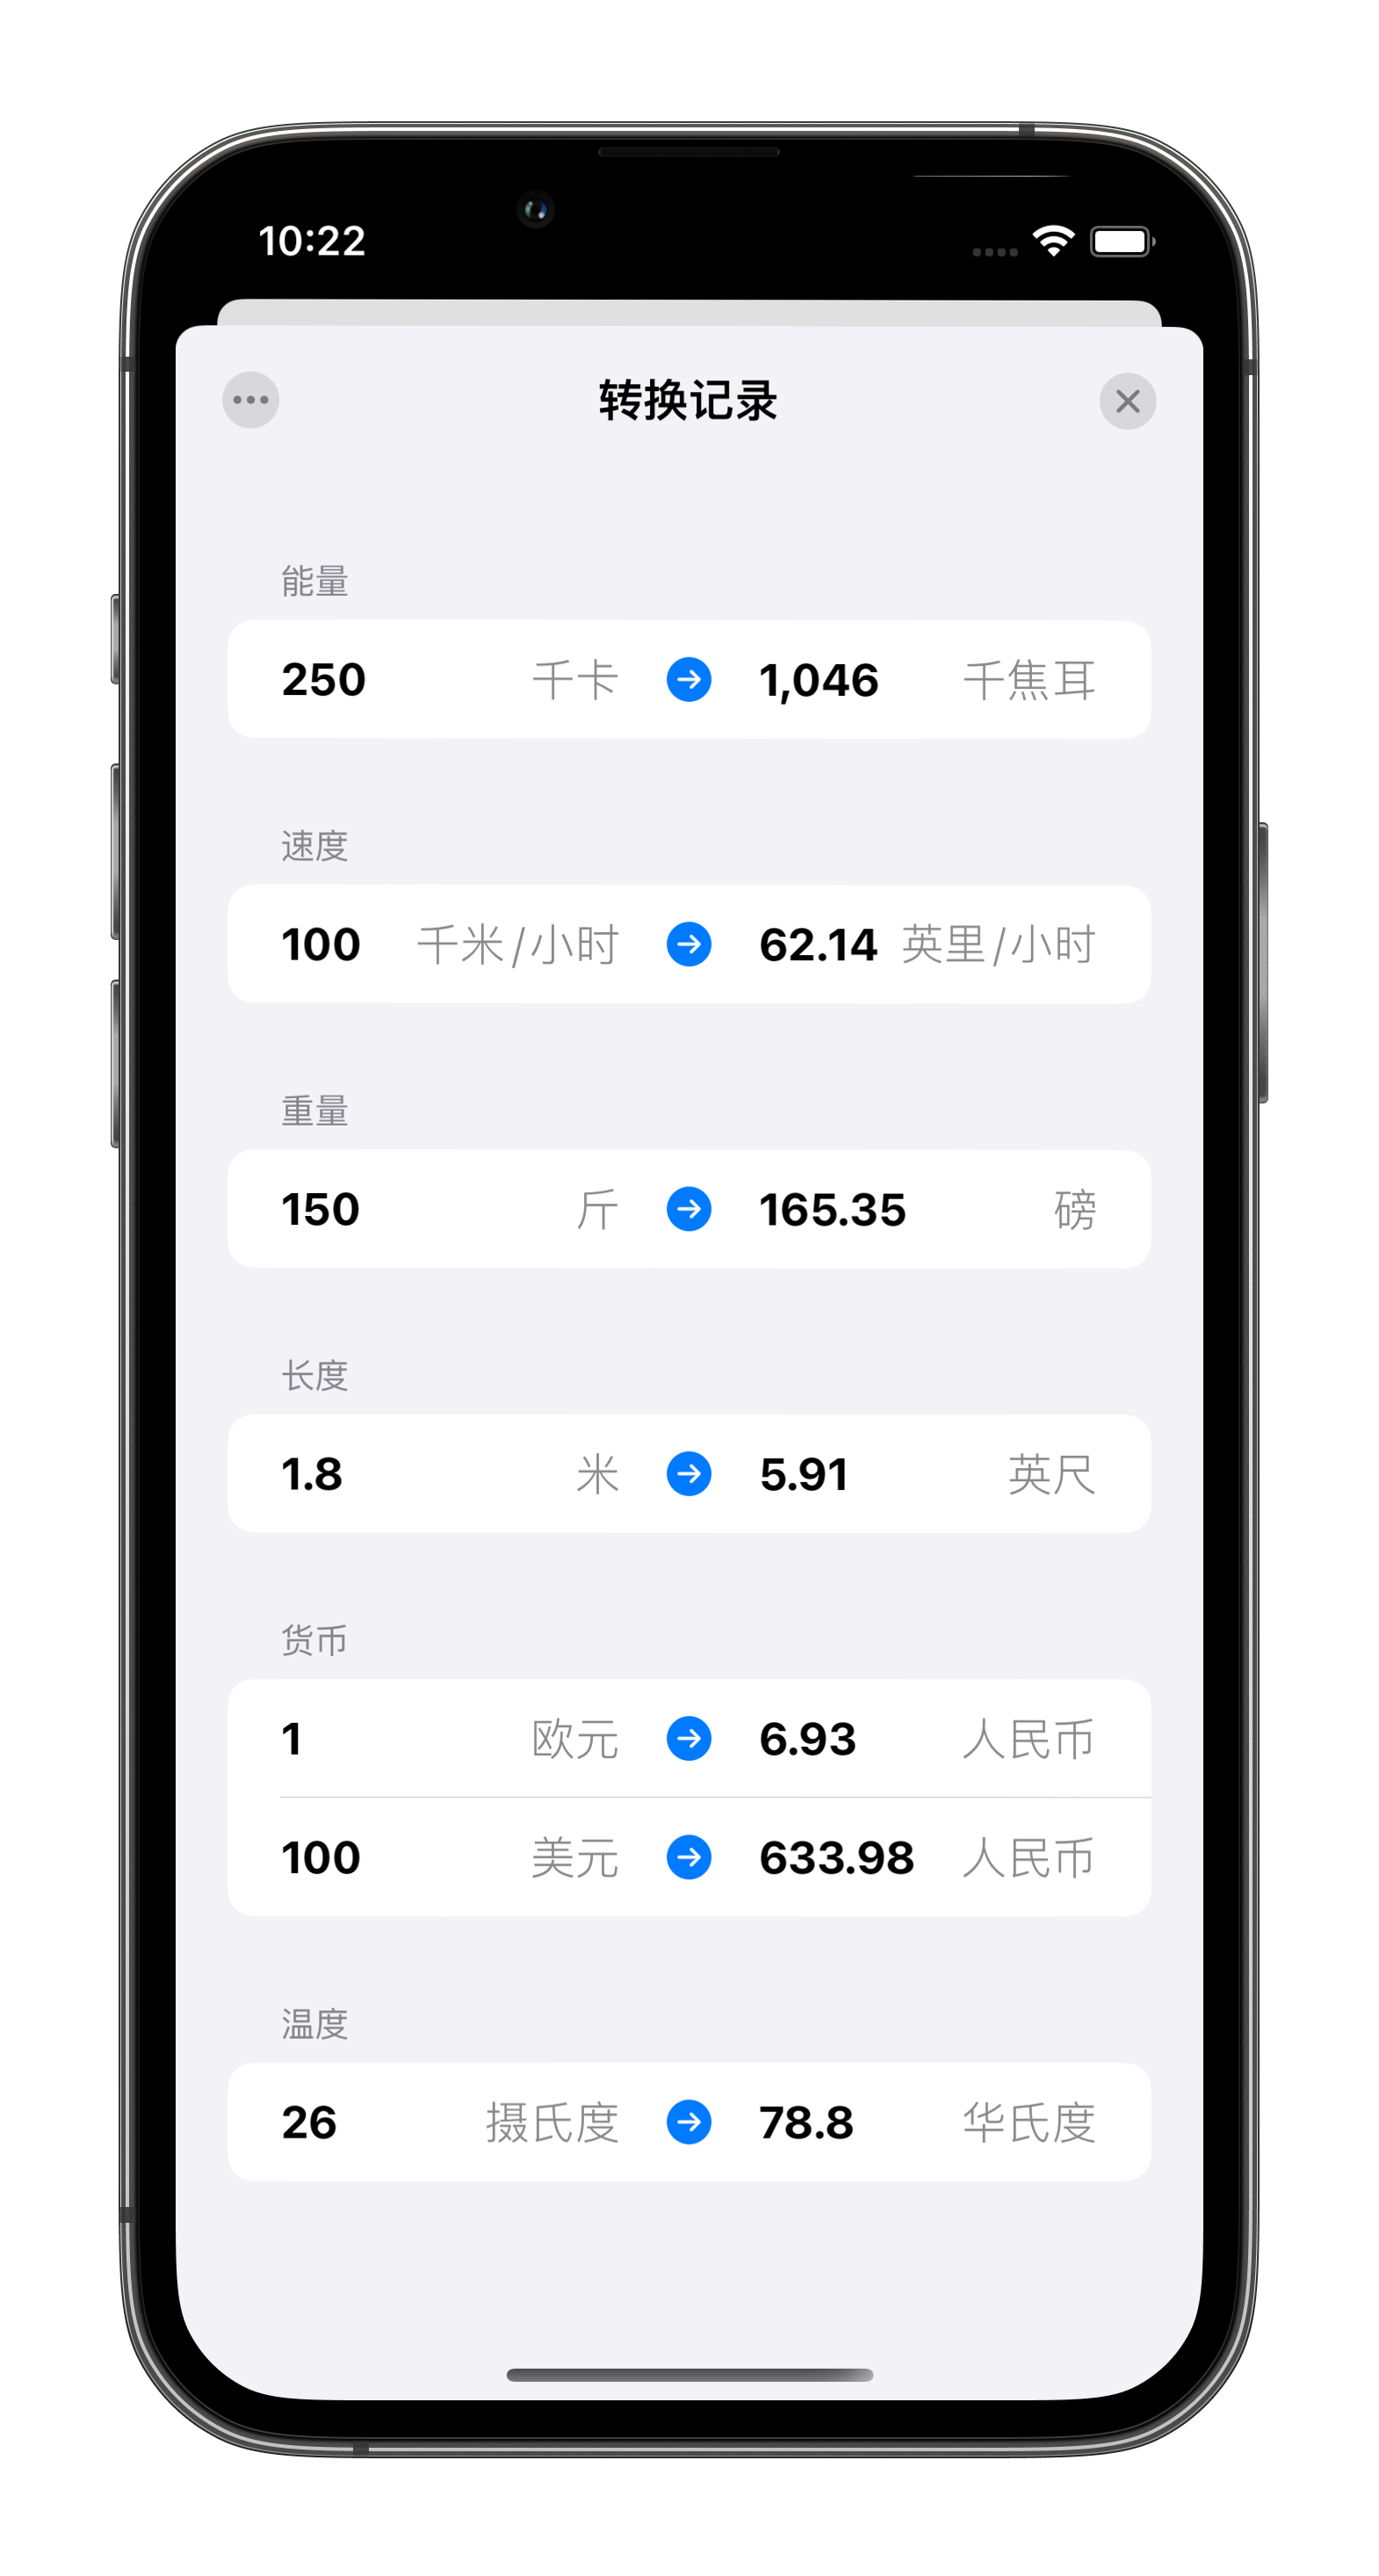 10:22
转换记录
能量
250 千卡 1,046 千焦耳
速度
100 千米/小时 62.14 英里/小时
重量
150 斤 165.35 磅
长度
1.8 米 5.91 英尺
货币
1 欧元 6.93 人民币
100 美元 633.98 人民币
温度
26 摄氏度 78.8 华氏度